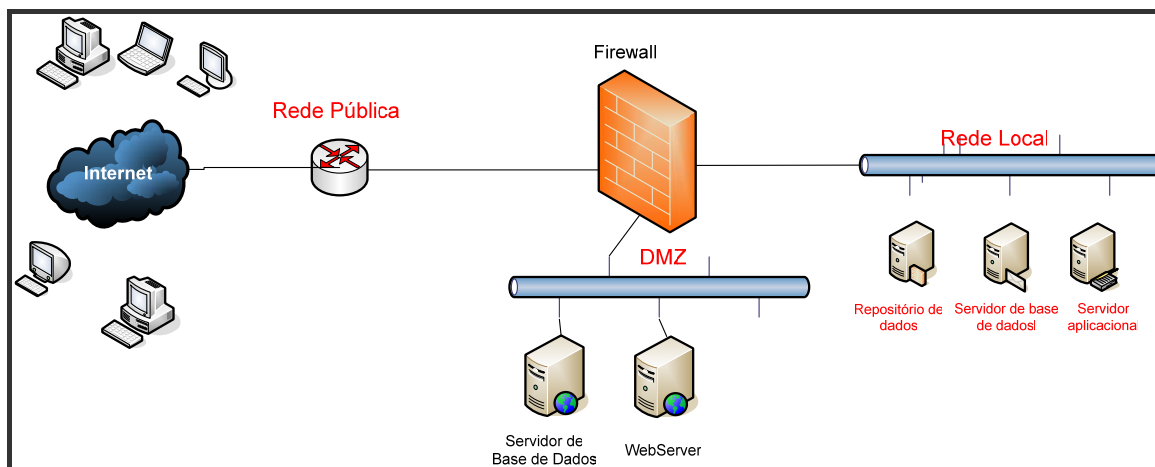 Firewall
Rede Pública
Rede Local
Internet
DMZ
Repositório de
dados
Servidor de base
de dadosl
Servidor
aplicacional
Servidor de
Base de Dados
WebServer